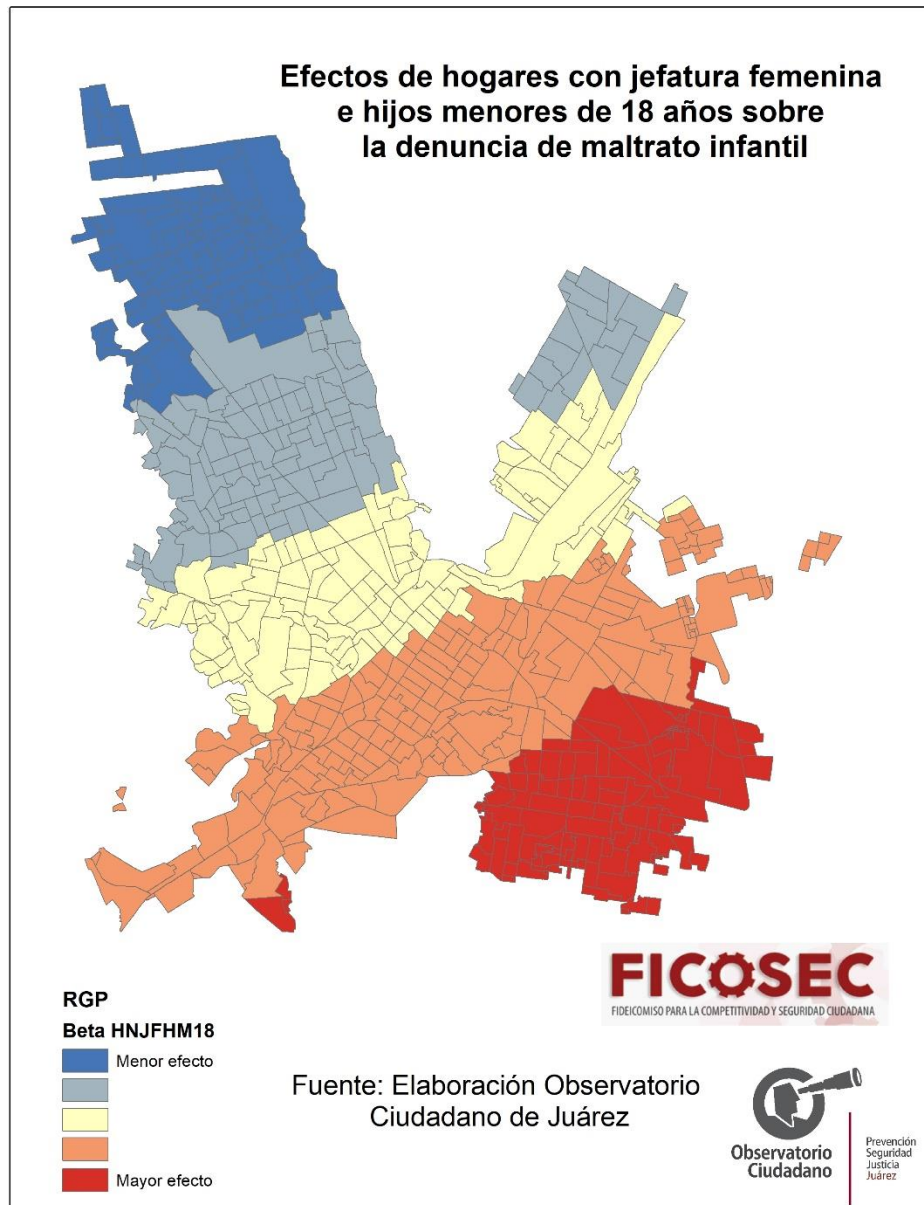 Efectos de hogares con jefatura femenina
e hijos menores de 18 años sobre
la denuncia de maltrato infantil
FICOSEC
FIDEICOMISO PARA LA COMPETITIVIDAD Y SEGURIDAD CIUDADANA
RGP
Beta HNJFHM18
Menor efecto
Mayor efecto
Fuente: Elaboración Observatorio
Ciudadano de Juárez
Observatorio
Ciudadano
Prevención
Seguridad
Justicia
Juárez